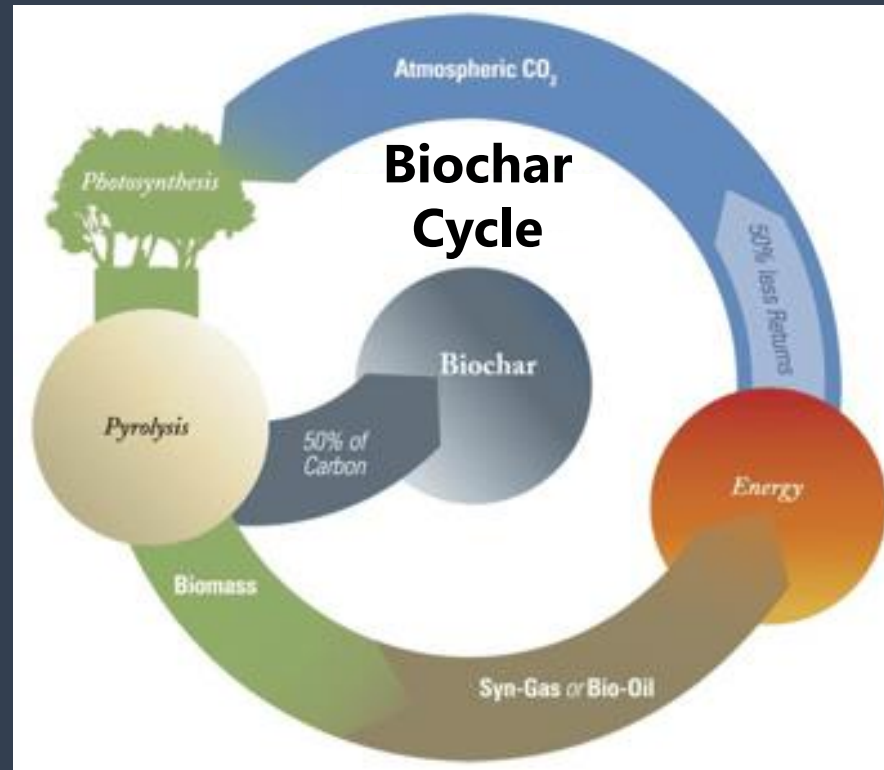 Atmospheric CO₂
Biochar
Cycle
Photosynthesis
50% less Returns
Biochar
Pyrolysis
50% of
Carbon
Energy
Biomass
Syn-Gas or Bio-Oil